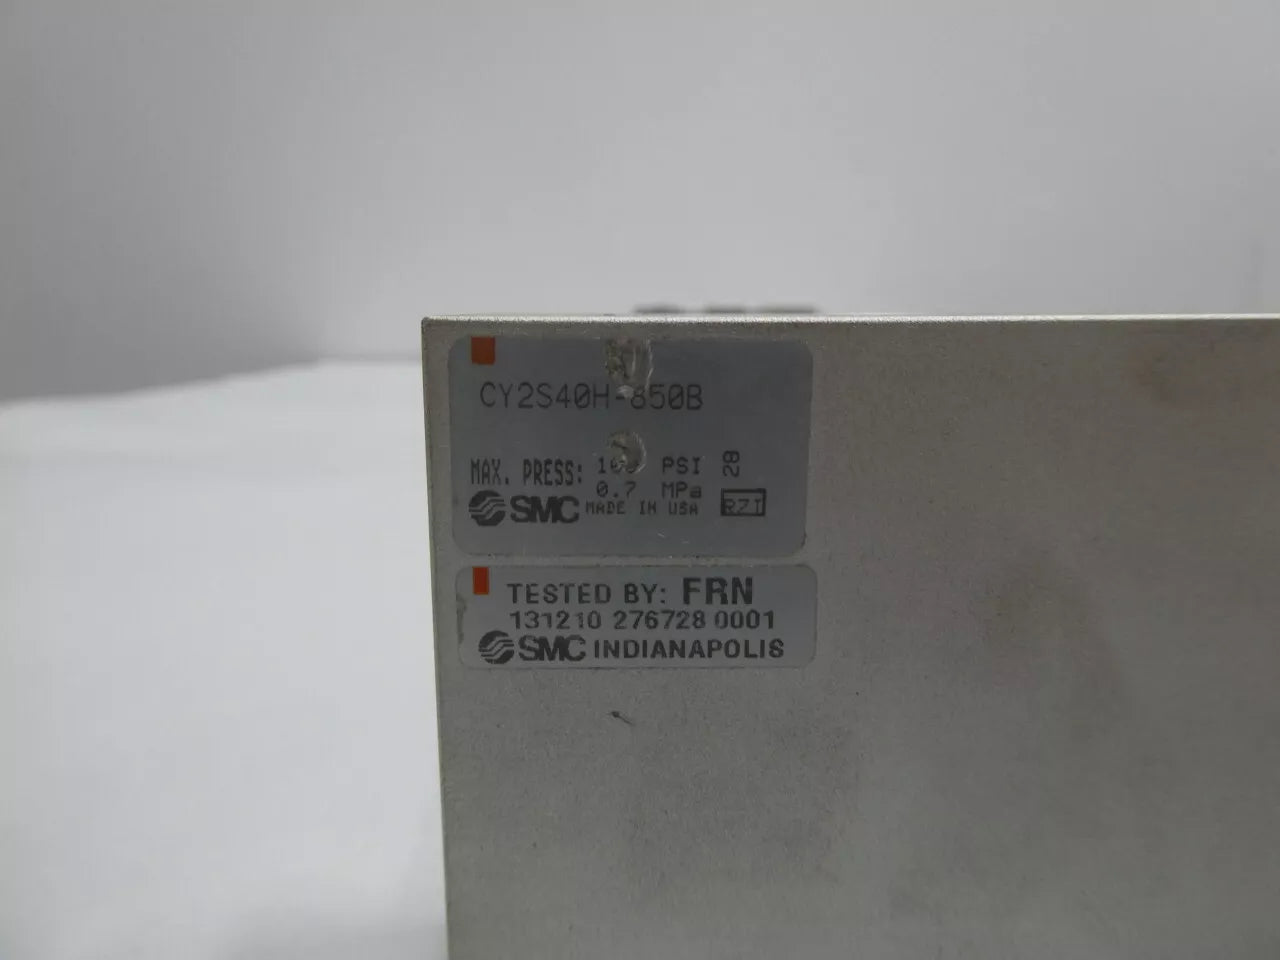 CY2S40H-850B
MAX. PRESS: PSI 28
0.7 MPa
SMC MADE IN USA RZI
TESTED BY: FRN
131210 276728 0001
SMC INDIANAPOLIS